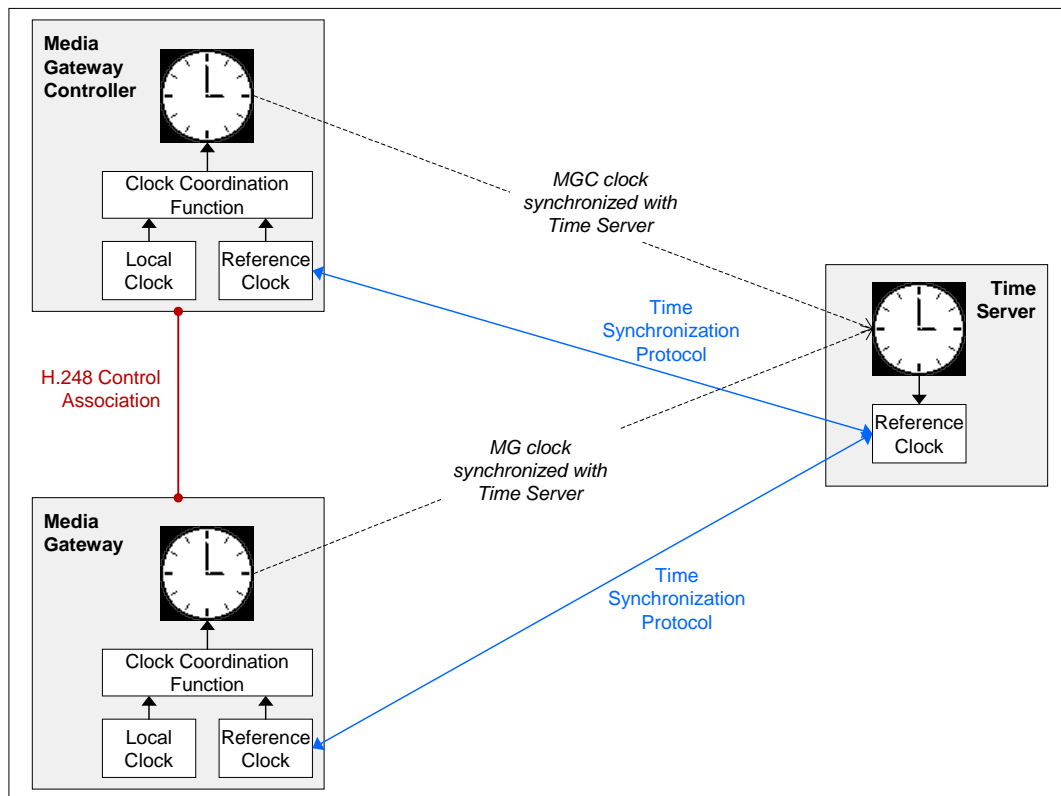 Media
Gateway
Controller
Clock Coordination
Function
Local
Clock
Reference
Clock
MGC clock
synchronized with
Time Server
Time
Synchronization
Protocol
Time
Server
Reference
Clock
H.248 Control
Association
MG clock
synchronized with
Time Server
Media
Gateway
Clock Coordination
Function
Local
Clock
Reference
Clock
Time
Synchronization
Protocol